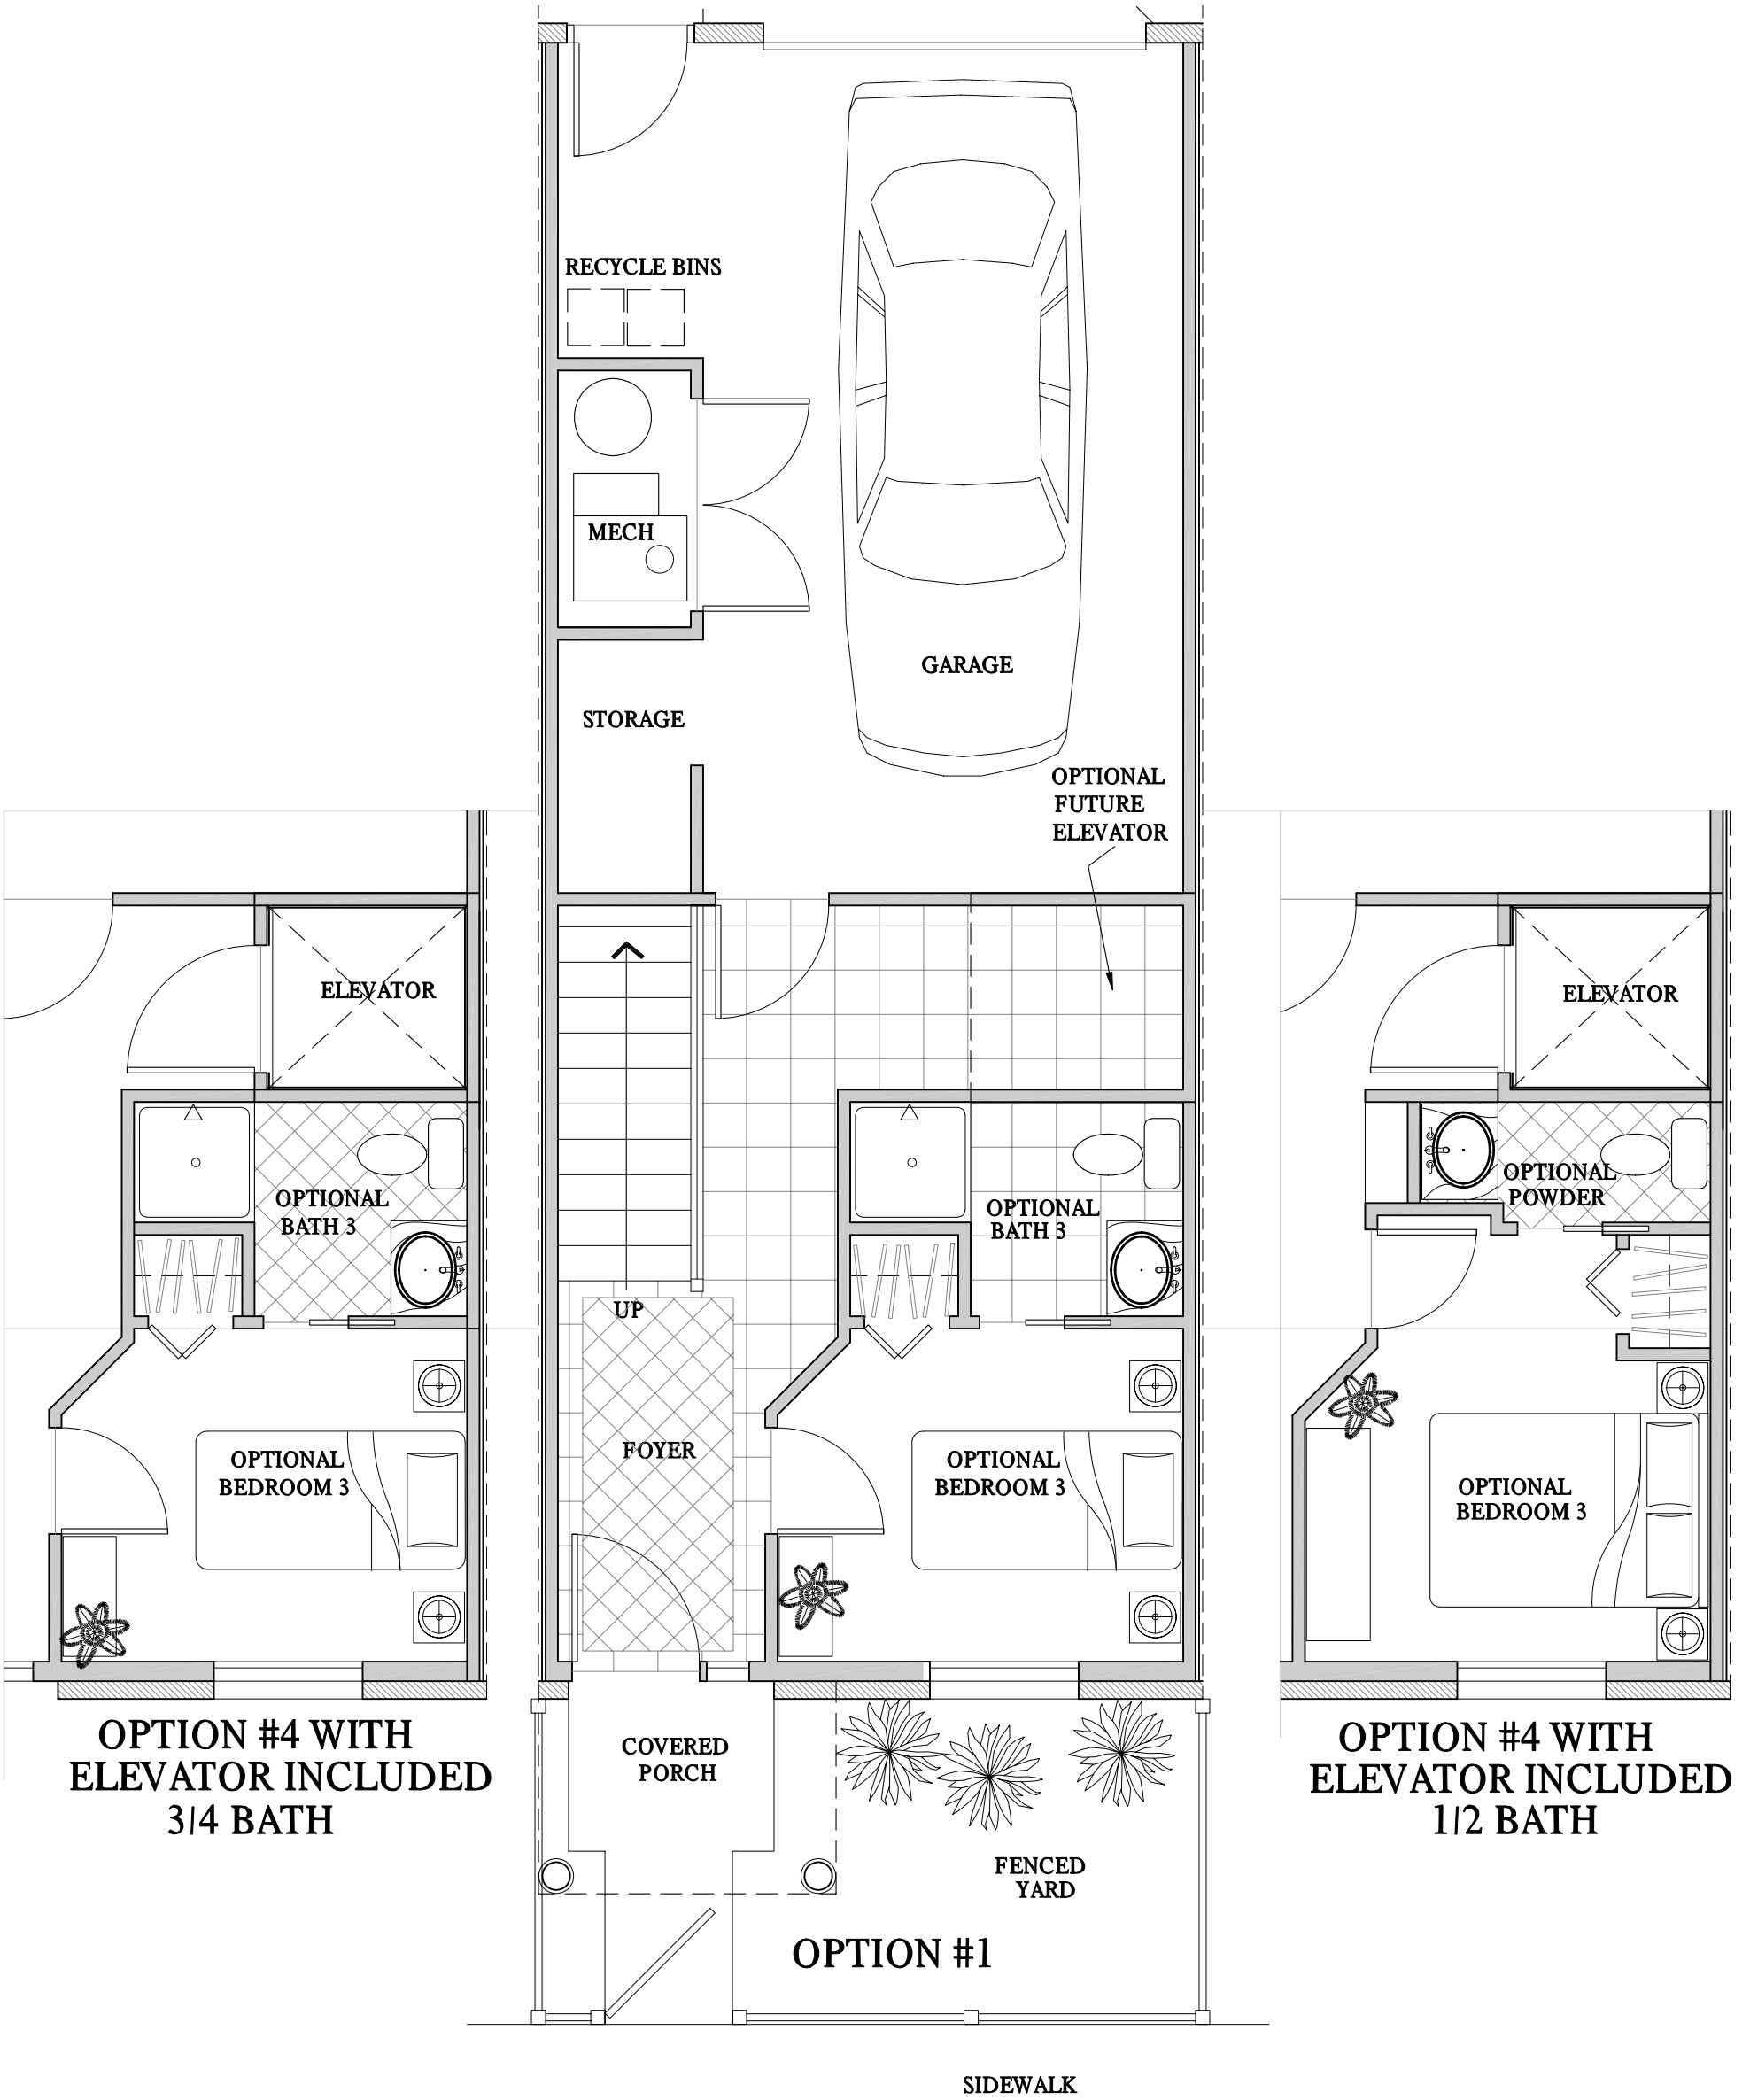 RECYCLE BINS
MECH
GARAGE
STORAGE
OPTIONAL
FUTURE
ELEVATOR
ELEVATOR
ELEVATOR
OPTIONAL
BATH 3
OPTIONAL
BATH 3
OPTIONAL
POWDER
UP
FOYER
OPTIONAL
BEDROOM 3
OPTIONAL
BEDROOM 3
OPTIONAL
BEDROOM 3
OPTION #4 WITH
ELEVATOR INCLUDED
3/4 BATH
COVERED
PORCH
OPTION #4 WITH
ELEVATOR INCLUDED
1/2 BATH
FENCED
YARD
OPTION #1
SIDEWALK